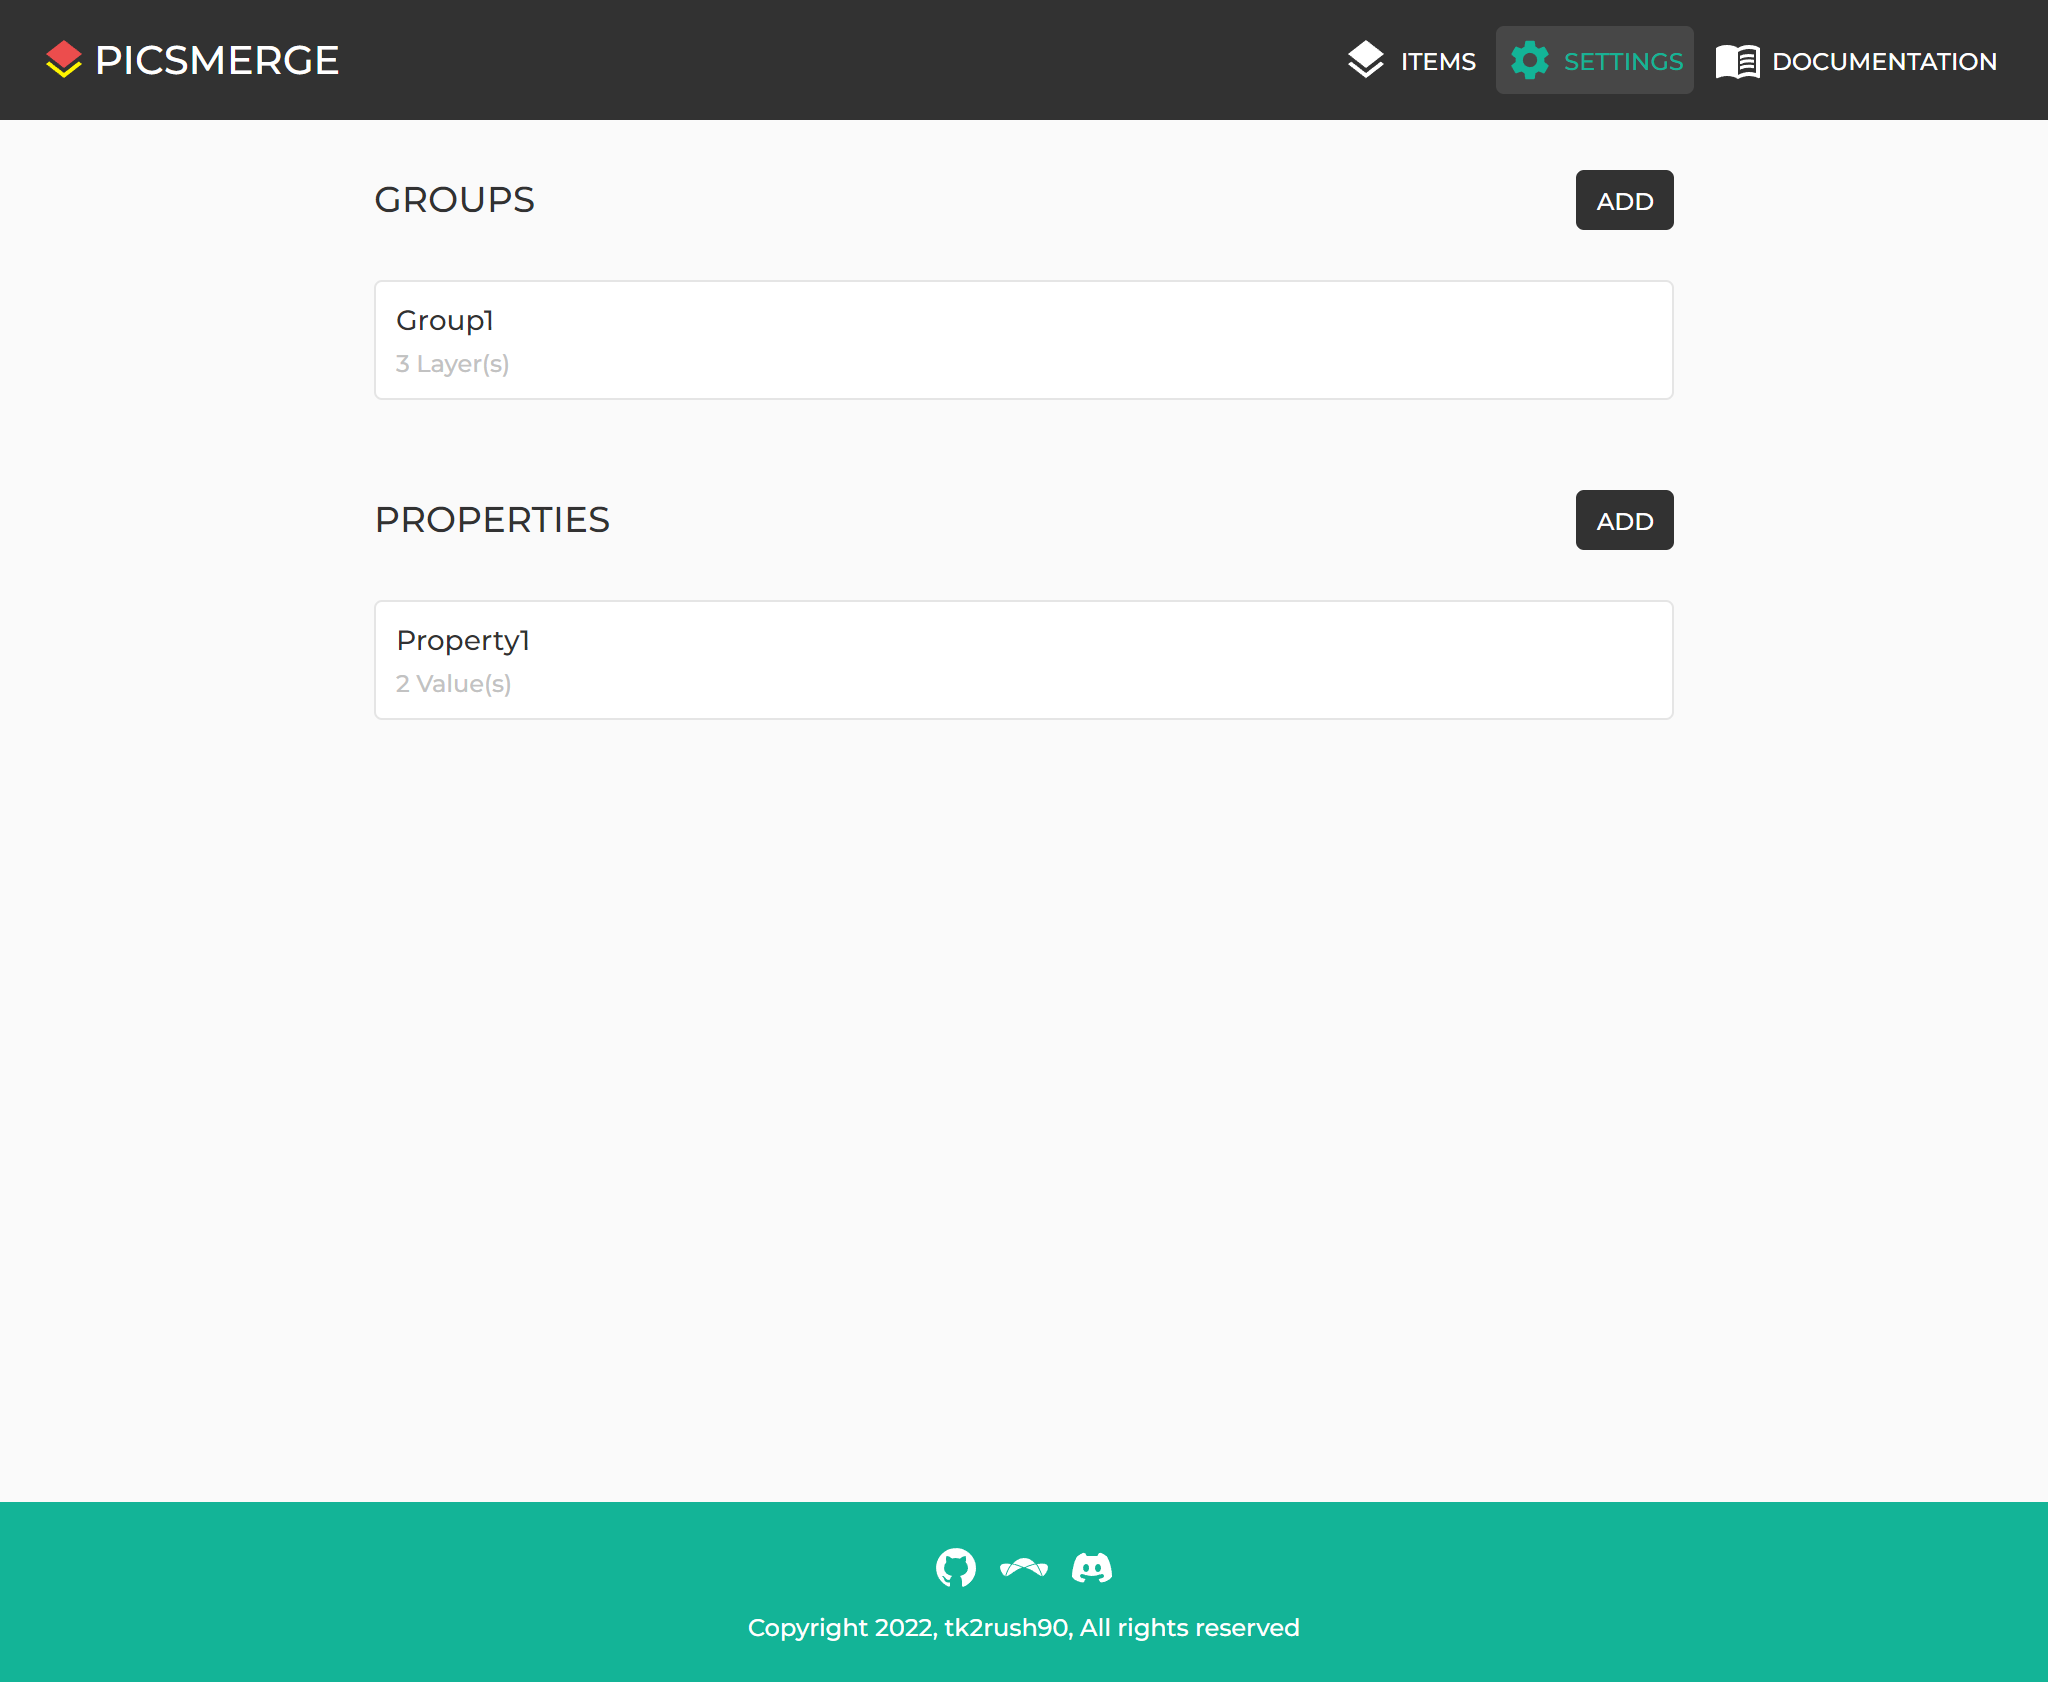 PICSMERGE
ITEMS
SETTINGS
DOCUMENTATION
GROUPS
ADD
Group1
3 Layer(s)
PROPERTIES
ADD
Property1
2 Value(s)
Copyright 2022, tk2rush90, All rights reserved